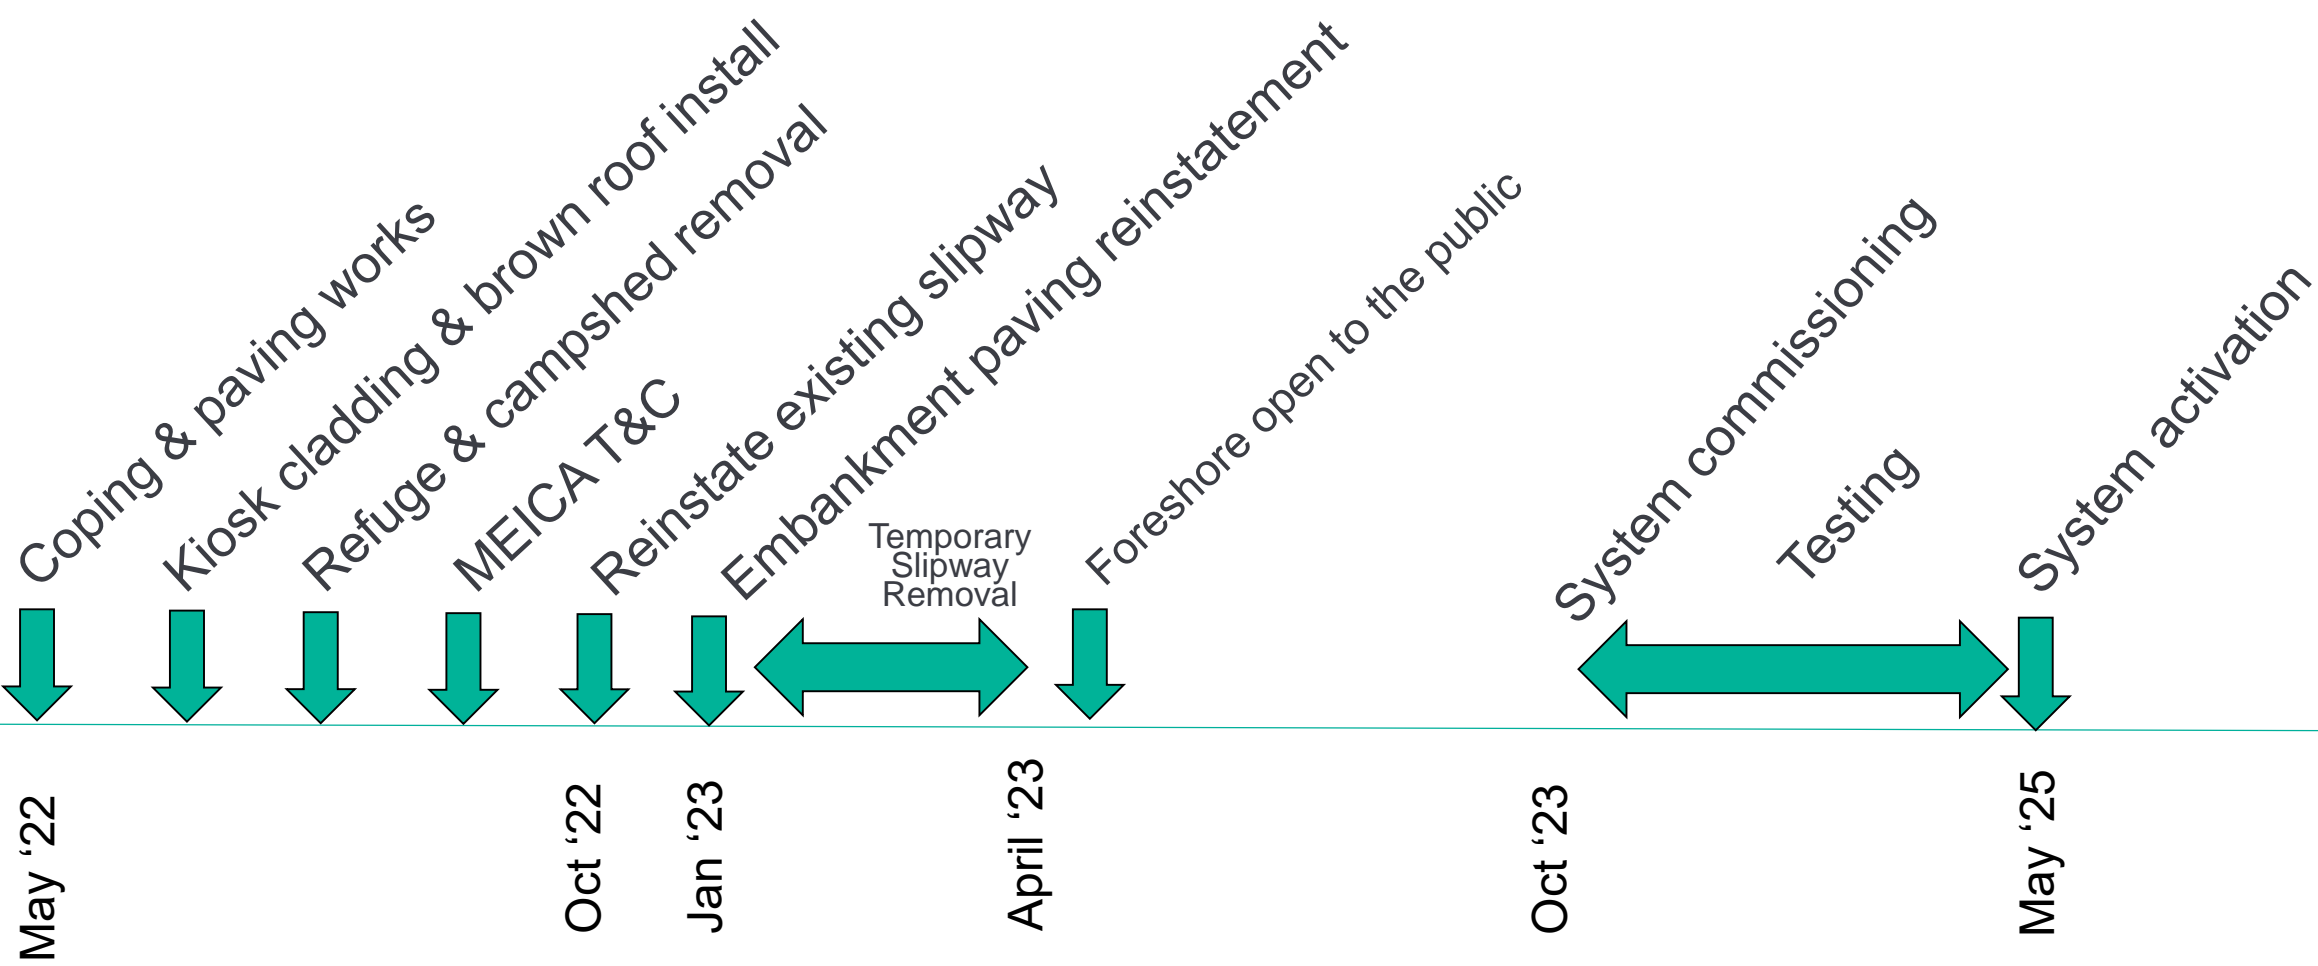 Coping & paving works
Kiosk cladding & brown roof install
Refuge & campshed removal
MEICA T&C
Reinstate existing slipway
Embankment paving reinstatement
Temporary
Slipway
Removal
Foreshore open to the public
System commissioning
Testing
System activation
May ‘22
Oct ‘22
Jan ‘23
April ‘23
Oct ‘23
May ‘25